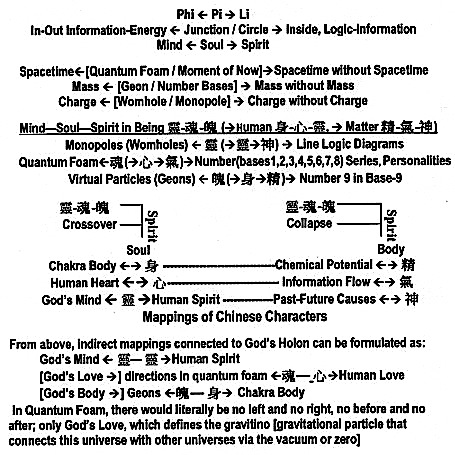 Phi ← Pi → Li
In-Out Information-Energy ← Junction / Circle → Inside, Logic-Information
Mind ← Soul → Spirit
Spacetime←[Quantum Foam / Moment of Now]→Spacetime without Spacetime
Mass ← [Geon / Number Bases] → Mass without Mass
Charge ← [Womhole / Monopole] → Charge without Charge
Mind—Soul—Spirit in Being 靈-魂-魄 (→Human 身-心-靈, → Matter 精-氣-神)
Monopoles (Womholes) ← 靈 (→靈→神) → Line Logic Diagrams
Quantum Foam←魂(→心→氣)→Number(bases1,2,3,4,5,6,7,8) Series, Personalities
Virtual Particles (Geons) ← 魄(→身→精)→ Number 9 in Base-9
靈-魂-魄 Spirit
Crossover
Soul
靈-魂-魄 Spirit
Collapse
Body
Chakra Body ←→ 身 ———— Chemical Potential ←→ 精
Human Heart ←→ 心 ———— Information Flow ←→ 氣
God's Mind ← 靈 →Human Spirit ——Past-Future Causes ←→ 神
Mappings of Chinese Characters
From above, indirect mappings connected to God's Holon can be formulated as:
God's Mind ← 靈— 靈 →Human Spirit
[God's Love →] directions in quantum foam ←魂—心→Human Love
[God's Body →] Geons ←魄— 身→ Chakra Body
In Quantum Foam, there would literally be no left and no right, no before and no
after; only God's Love, which defines the gravitino [gravitational particle that
connects this universe with other universes via the vacuum or zero]